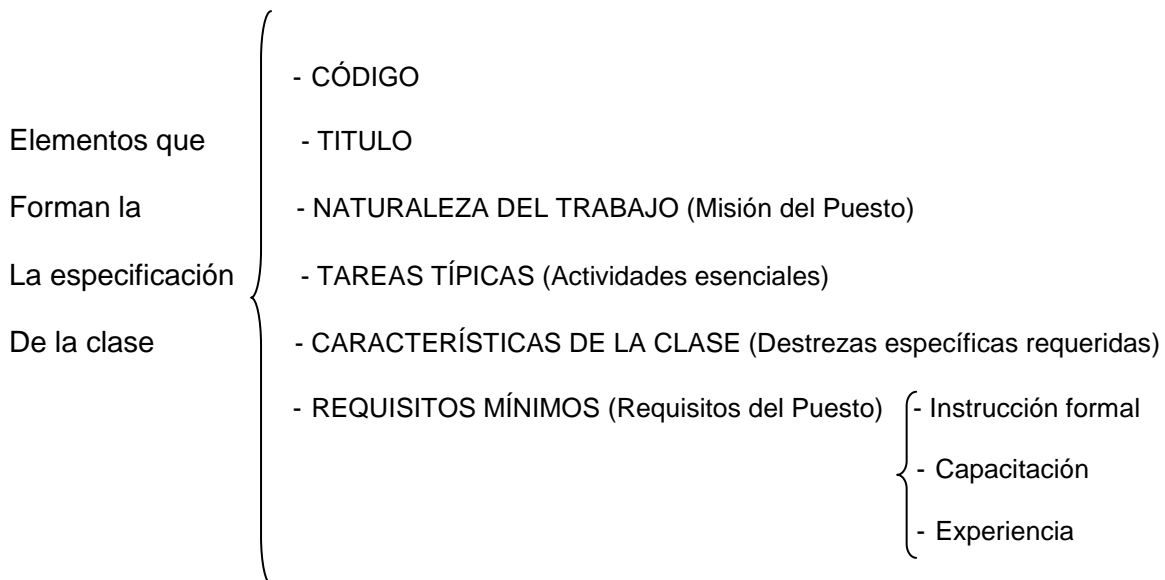 - CÓDIGO
Elementos que - TITULO
Forman la - NATURALEZA DEL TRABAJO (Misión del Puesto)
La especificación - TAREAS TÍPICAS (Actividades esenciales)
De la clase - CARACTERÍSTICAS DE LA CLASE (Destrezas específicas requeridas)
- REQUISITOS MÍNIMOS (Requisitos del Puesto) - Instrucción formal
- Capacitación
- Experiencia